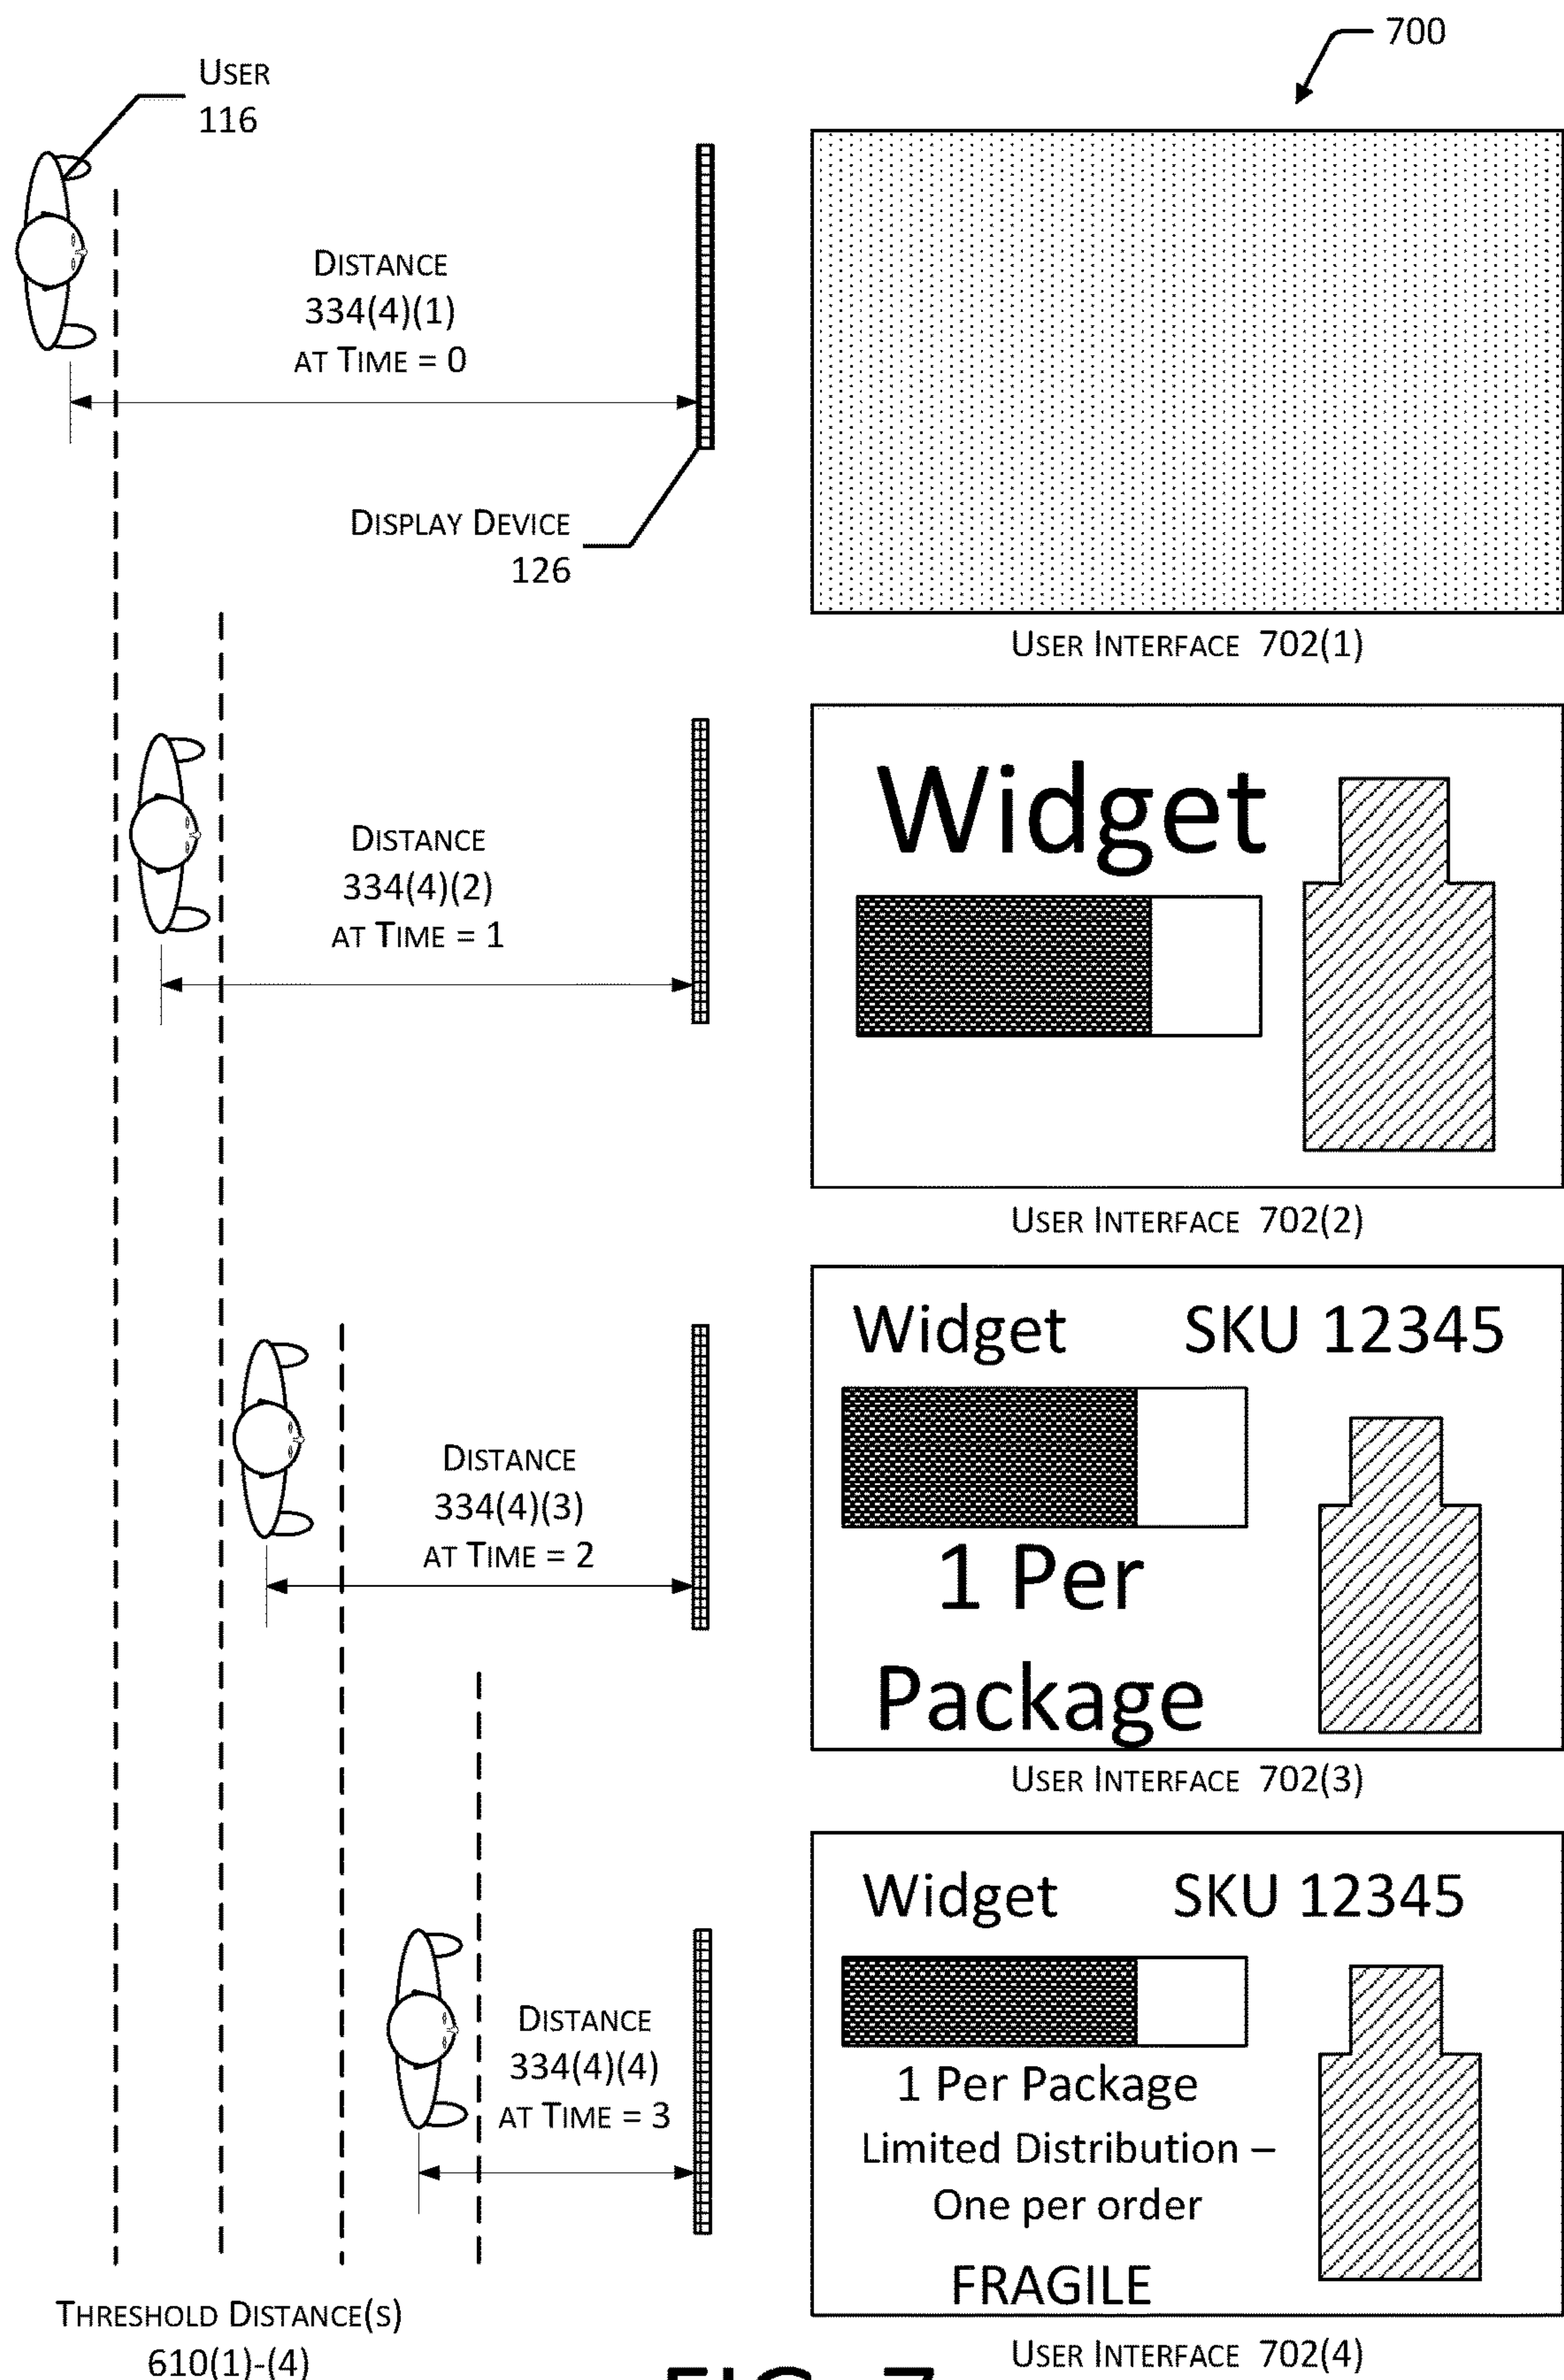 700
USER
116
DISTANCE
334(4)(1)
AT TIME = 0
DISPLAY DEVICE
126
USER INTERFACE 702(1)
DISTANCE
334(4)(2)
AT TIME = 1
Widget
USER INTERFACE 702(2)
DISTANCE
334(4)(3)
AT TIME = 2
Widget SKU 12345
1 Per
Package
USER INTERFACE 702(3)
DISTANCE
334(4)(4)
AT TIME = 3
Widget SKU 12345
1 Per Package
Limited Distribution –
One per order
FRAGILE
USER INTERFACE 702(4)
THRESHOLD DISTANCE(S)
610(1)-(4)
FIG. 7